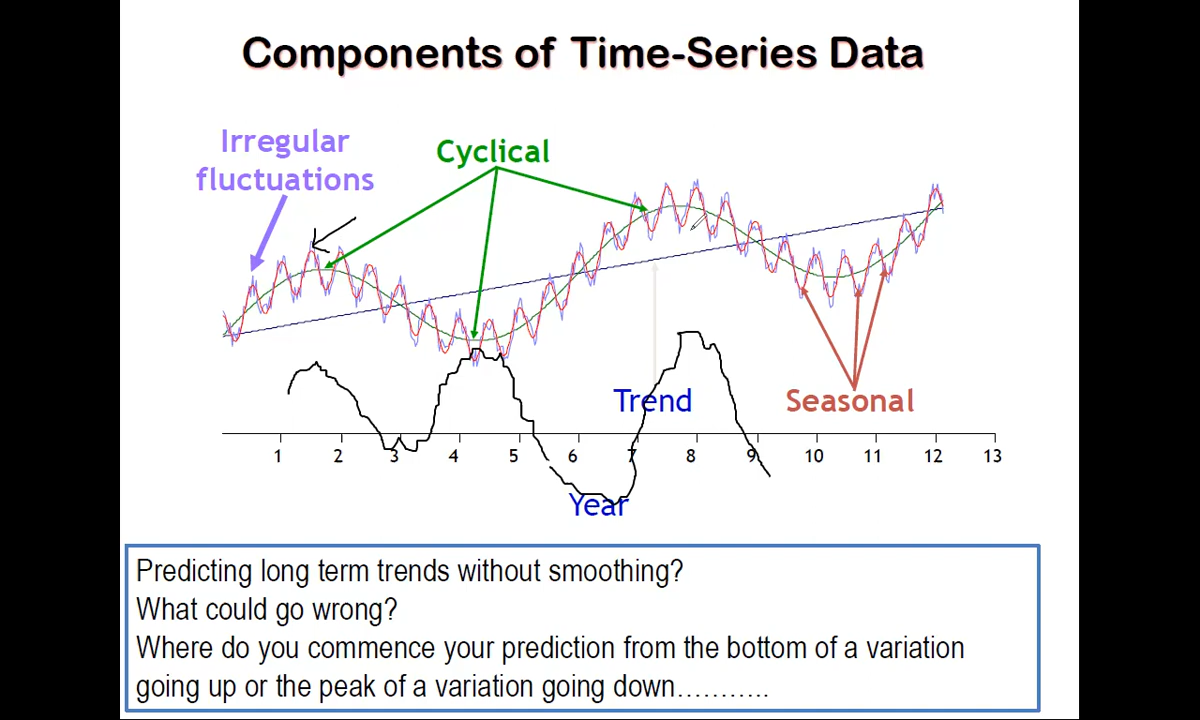 Components of Time-Series Data
Irregular
fluctuations
Cyclical
Trend
Seasonal
1 2 3 4 5 6 7 8 9 10 11 12 13
Year
Predicting long term trends without smoothing?
What could go wrong?
Where do you commence your prediction from the bottom of a variation
going up or the peak of a variation going down………..